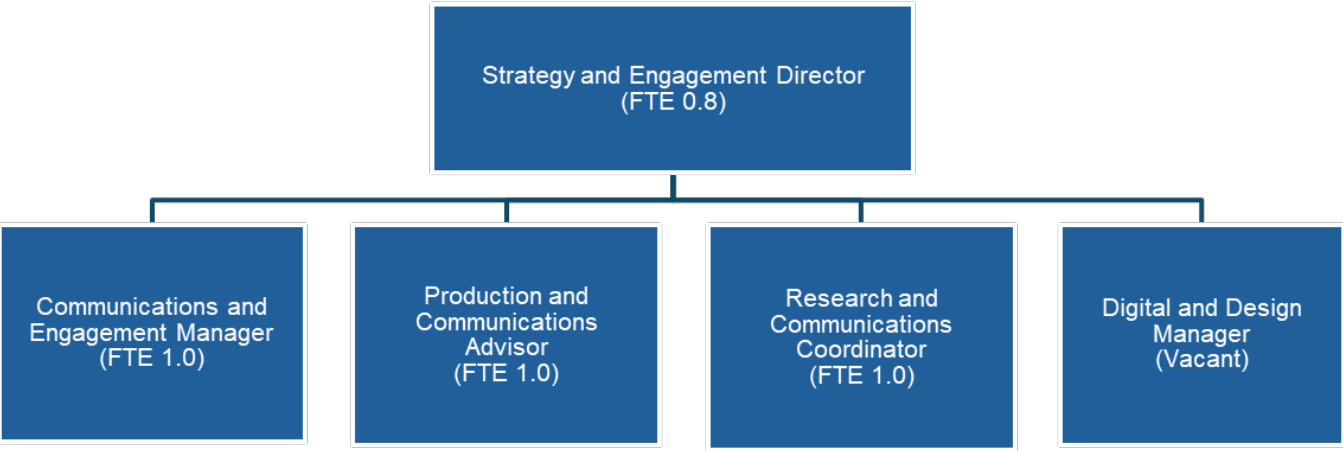 Strategy and Engagement Director
(FTE 0.8)
Communications and
Engagement Manager
(FTE 1.0)
Production and
Communications
Advisor
(FTE 1.0)
Research and
Communications
Coordinator
(FTE 1.0)
Digital and Design
Manager
(Vacant)